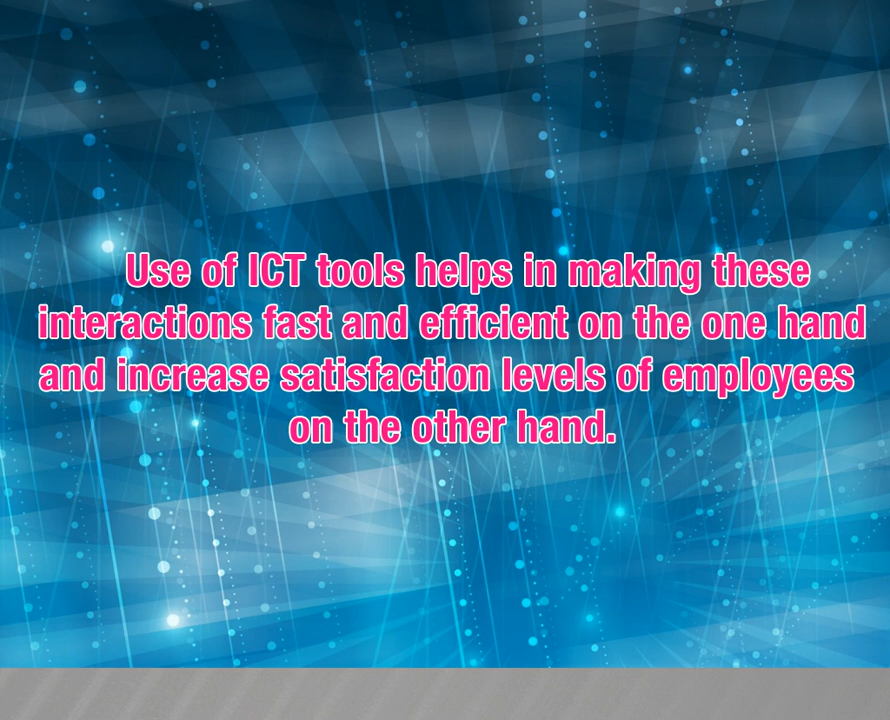 Use of ICT tools helps in making these
interactions fast and efficient on the one hand
and increase satisfaction levels of employees
on the other hand.